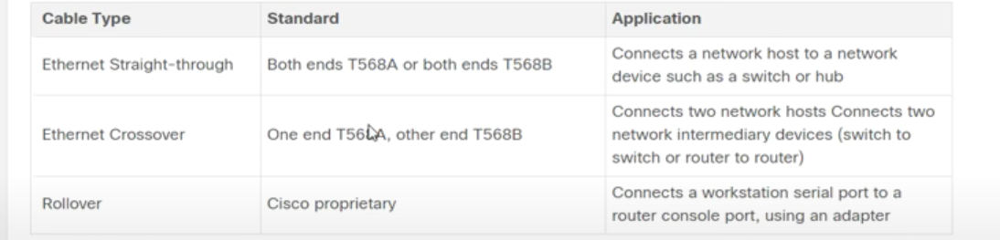 Cable Type Standard Application
Ethernet Straight-through Both ends T568A or both ends T568B Connects a network host to a network
device such as a switch or hub
Ethernet Crossover One end T568A, other end T568B Connects two network hosts Connects two
network intermediary devices (switch to
switch or router to router)
Rollover Cisco proprietary Connects a workstation serial port to a
router console port, using an adapter